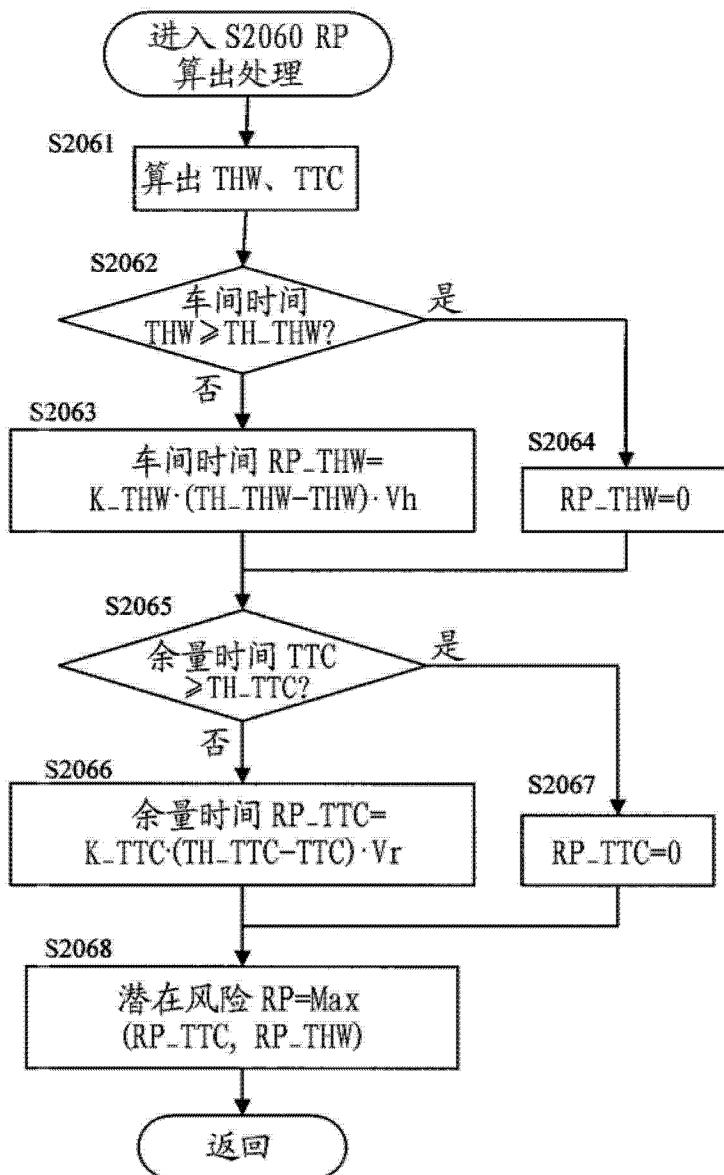 进入 S2060 RP
算出处理
S2061
算出 THW、TTC
S2062
车间时间
THW≥TH_THW?
是
否
S2063
车间时间 RP_THW=
K_THW·(TH_THW-THW)·Vh
S2064
RP_THW=0
S2065
余量时间 TTC
≥TH_TTC?
是
否
S2066
余量时间 RP_TTC=
K_TTC·(TH_TTC-TTC)·Vr
S2067
RP_TTC=0
S2068
潜在风险 RP=Max
(RP_TTC, RP_THW)
返回